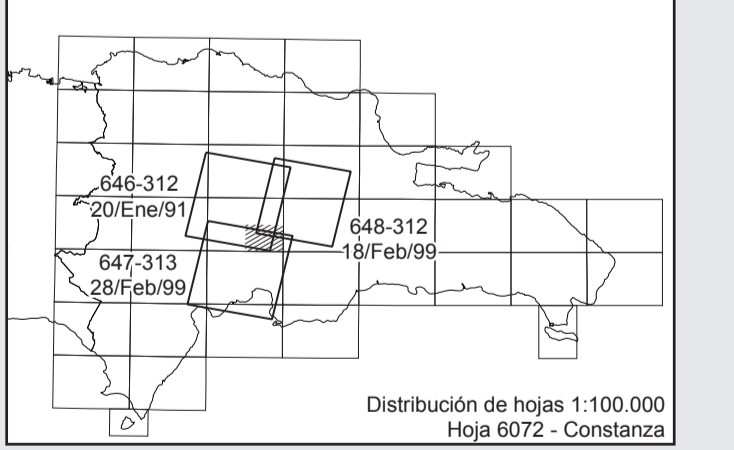 646-312
20/Ene/91
648-312
18/Feb/99
647-313
28/Feb/99
Distribución de hojas 1:100.000
Hoja 6072 - Constanza